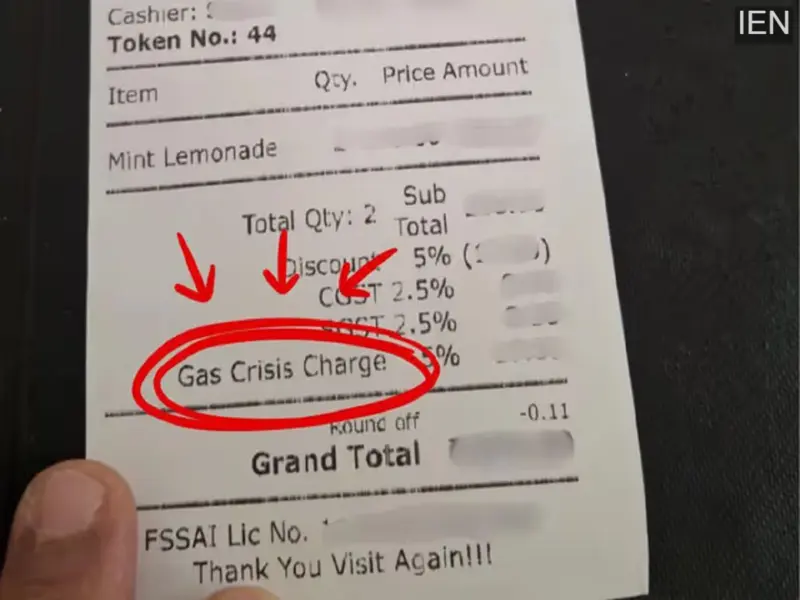 IEN
Cashier:
Token No.: 44
Item Qty. Price Amount
Mint Lemonade
Total Qty: 2 Sub Total
Discount 5% (
CGST 2.5%
SGST 2.5%
Gas Crisis Charge 5%
Round off -0.11
Grand Total
FSSAI Lic No.
Thank You Visit Again!!!